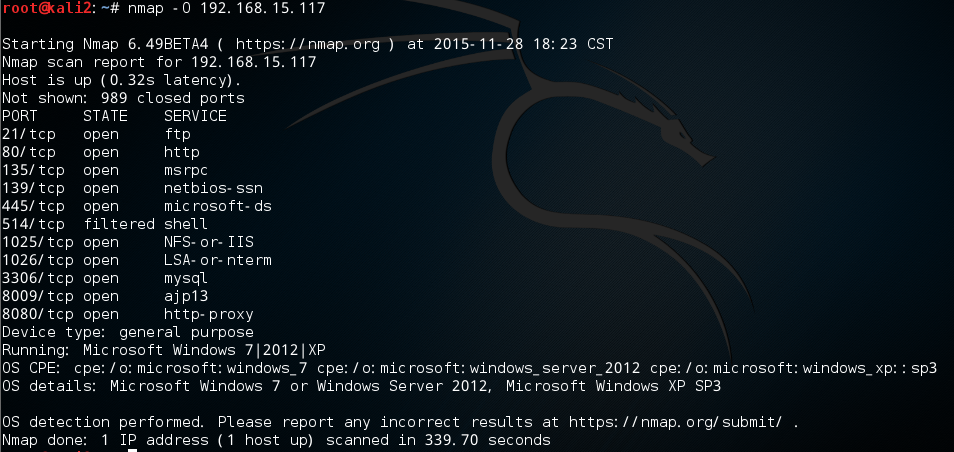 root@kali2:~# nmap -O 192.168.15.117
Starting Nmap 6.49BETA4 ( https://nmap.org ) at 2015-11-28 18:23 CST
Nmap scan report for 192.168.15.117
Host is up (0.32s latency).
Not shown: 989 closed ports
PORT     STATE    SERVICE
21/tcp   open     ftp
80/tcp   open     http
135/tcp  open     msrpc
139/tcp  open     netbios-ssn
445/tcp  open     microsoft-ds
514/tcp  filtered shell
1025/tcp open     NFS-or-IIS
1026/tcp open     LSA-or-nterm
3306/tcp open     mysql
8009/tcp open     ajp13
8080/tcp open     http-proxy
Device type: general purpose
Running: Microsoft Windows 7|2012|XP
OS CPE: cpe:/o:microsoft:windows_7 cpe:/o:microsoft:windows_server_2012 cpe:/o:microsoft:windows_xp::sp3
OS details: Microsoft Windows 7 or Windows Server 2012, Microsoft Windows XP SP3
OS detection performed. Please report any incorrect results at https://nmap.org/submit/ .
Nmap done: 1 IP address (1 host up) scanned in 339.70 seconds